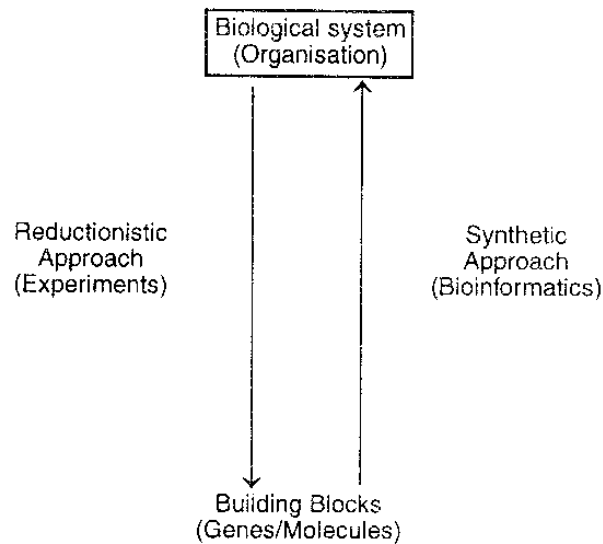 Biological system
(Organisation)
Reductionistic
Approach
(Experiments)
Synthetic
Approach
(Bioinformatics)
Building Blocks
(Genes/Molecules)